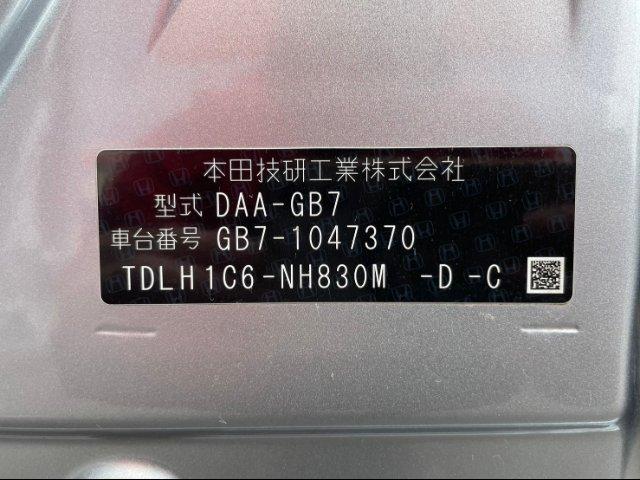 本田技研工業株式会社
型式 DAA-GB7
車台番号 GB7-1047370
TDLH1C6-NH830M -D-C